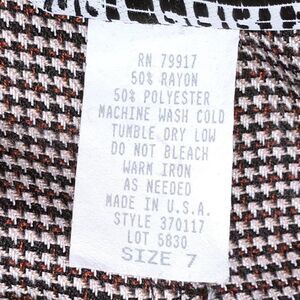 RN 79917
50% RAYON
50% POLYESTER
MACHINE WASH COLD
TUMBLE DRY LOW
DO NOT BLEACH
WARM IRON
AS NEEDED
MADE IN U.S.A.
STYLE 370117
LOT 5830
SIZE 7